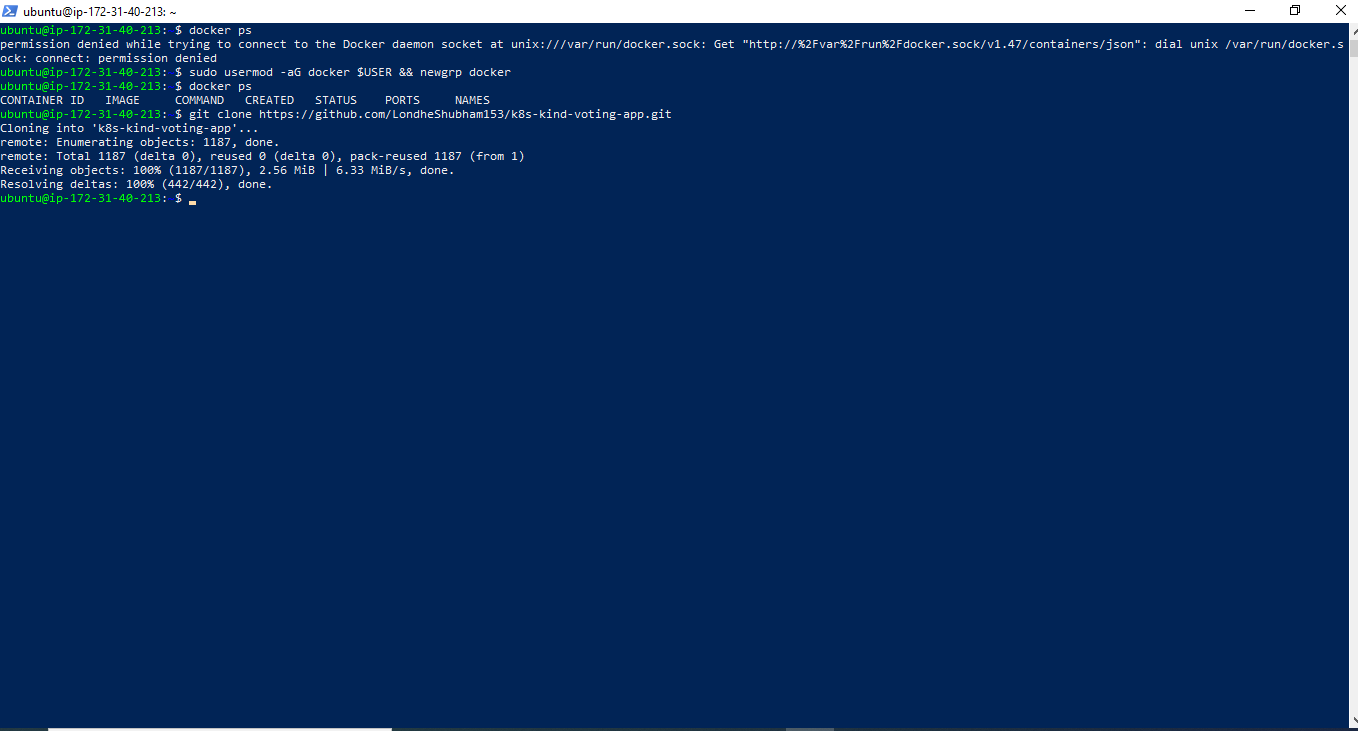 ubuntu@ip-172-31-40-213: ~
ubuntu@ip-172-31-40-213: $ docker ps
permission denied while trying to connect to the Docker daemon socket at unix:///var/run/docker.sock: Get "http://%2Fvar%2Frun%2Fdocker.sock/v1.47/containers/json": dial unix /var/run/docker.s
ock: connect: permission denied
ubuntu@ip-172-31-40-213: $ sudo usermod -aG docker $USER && newgrp docker
ubuntu@ip-172-31-40-213: $ docker ps
CONTAINER ID   IMAGE     COMMAND   CREATED   STATUS    PORTS     NAMES
ubuntu@ip-172-31-40-213: $ git clone https://github.com/LondheShubham153/k8s-kind-voting-app.git
Cloning into 'k8s-kind-voting-app'...
remote: Enumerating objects: 1187, done.
remote: Total 1187 (delta 0), reused 0 (delta 0), pack-reused 1187 (from 1)
Receiving objects: 100% (1187/1187), 2.56 MiB | 6.33 MiB/s, done.
Resolving deltas: 100% (442/442), done.
ubuntu@ip-172-31-40-213: $